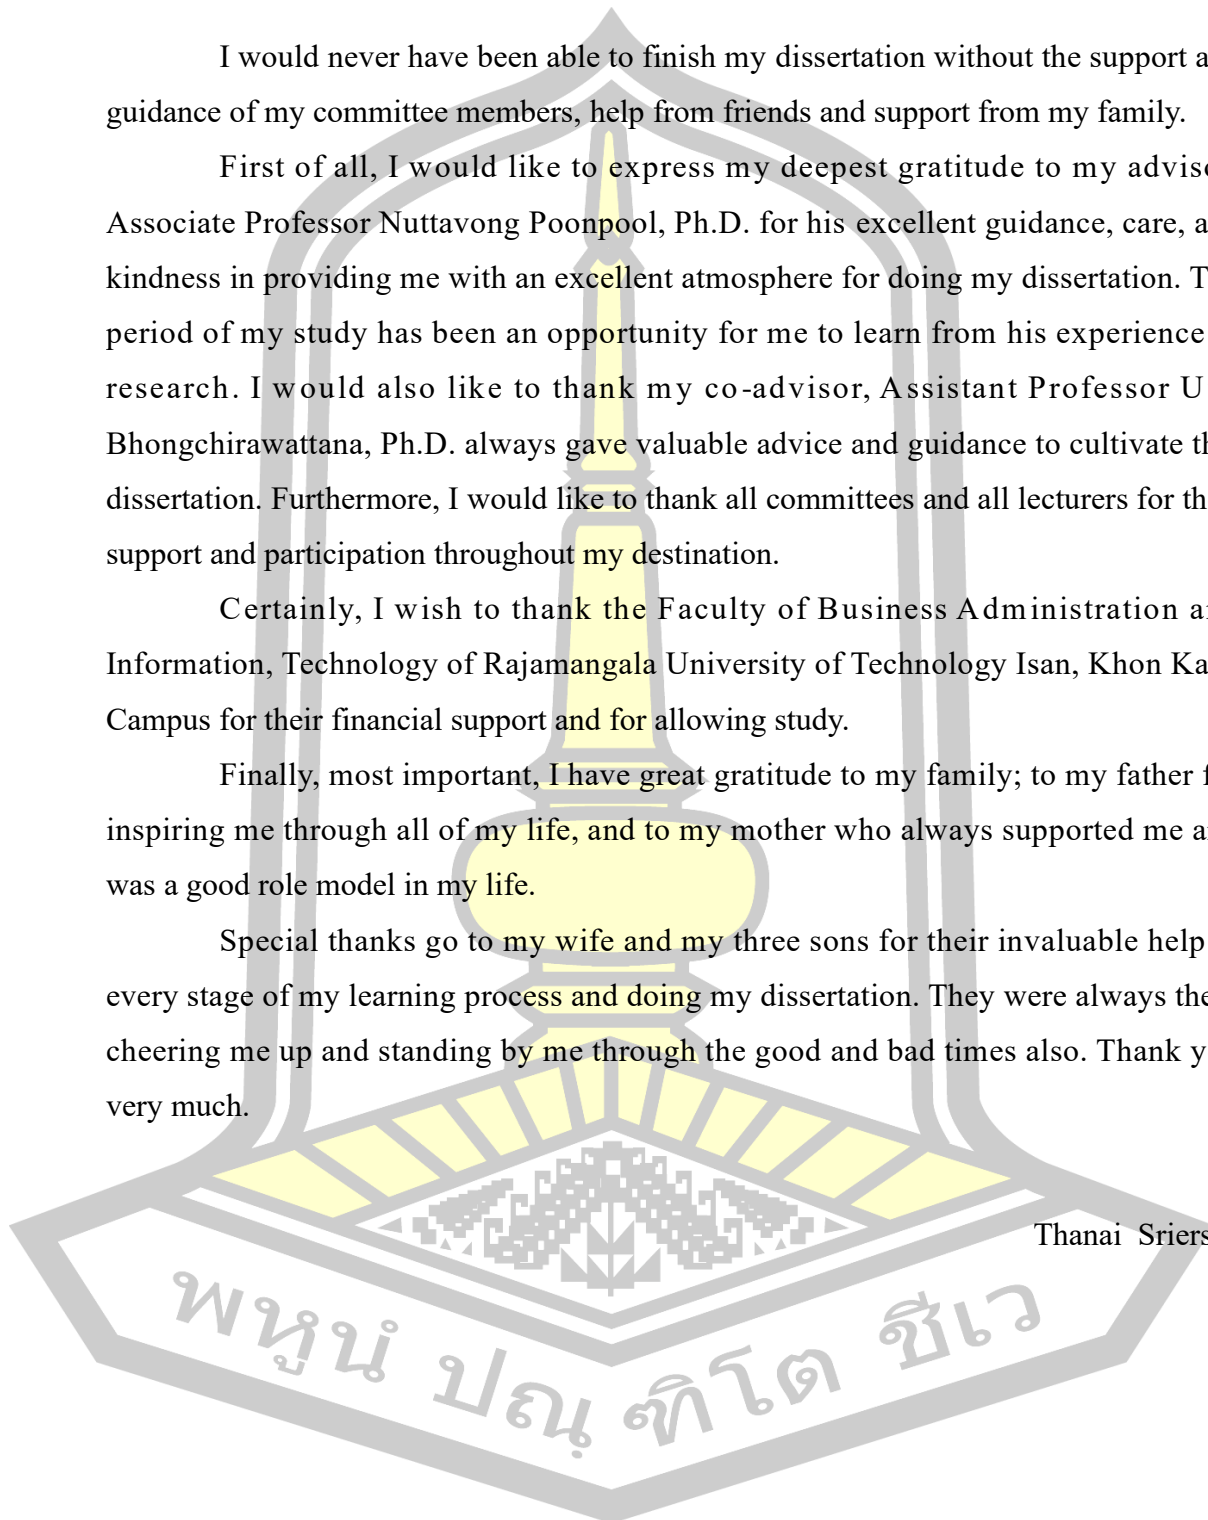 I would never have been able to finish my dissertation without the support a
guidance of my committee members, help from friends and support from my family.
First of all, I would like to express my deepest gratitude to my adviso
Associate Professor Nuttavong Poonpool, Ph.D. for his excellent guidance, care, a
kindness in providing me with an excellent atmosphere for doing my dissertation. T
period of my study has been an opportunity for me to learn from his experience
research. I would also like to thank my co-advisor, Assistant Professor U
Bhongchirawattana, Ph.D. always gave valuable advice and guidance to cultivate th
dissertation. Furthermore, I would like to thank all committees and all lecturers for th
support and participation throughout my destination.
Certainly, I wish to thank the Faculty of Business Administration a
Information, Technology of Rajamangala University of Technology Isan, Khon Ka
Campus for their financial support and for allowing study.
Finally, most important, I have great gratitude to my family; to my father f
inspiring me through all of my life, and to my mother who always supported me a
was a good role model in my life.
Special thanks go to my wife and my three sons for their invaluable help
every stage of my learning process and doing my dissertation. They were always the
cheering me up and standing by me through the good and bad times also. Thank y
very much.
Thanai Sriers
พหูนํ ปณฺฑิโต ชีเว